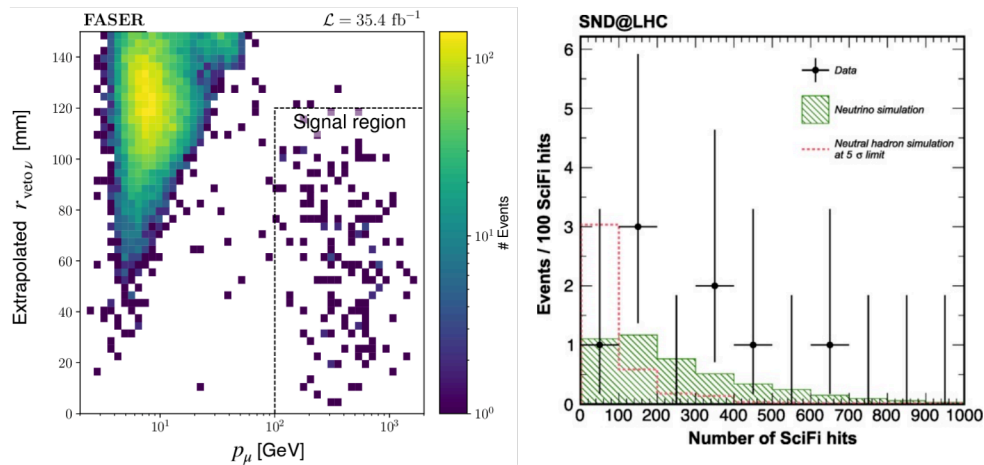 FASER
𝓛 = 35.4 fb⁻¹
140
120
100
80
60
40
20
0
Extrapolated r_veto ν [mm]
Signal region
10¹
10²
10³
p_μ [GeV]
10²
10¹
10⁰
# Events
SND@LHC
6
5
4
3
2
1
0
Events / 100 SciFi hits
Data
Neutrino simulation
Neutral hadron simulation
at 5 σ limit
0 100 200 300 400 500 600 700 800 900 1000
Number of SciFi hits